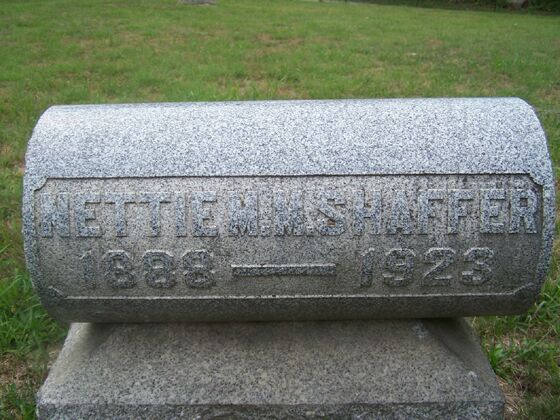 NETTIE M. M. SHAFFER
1888 — 1923